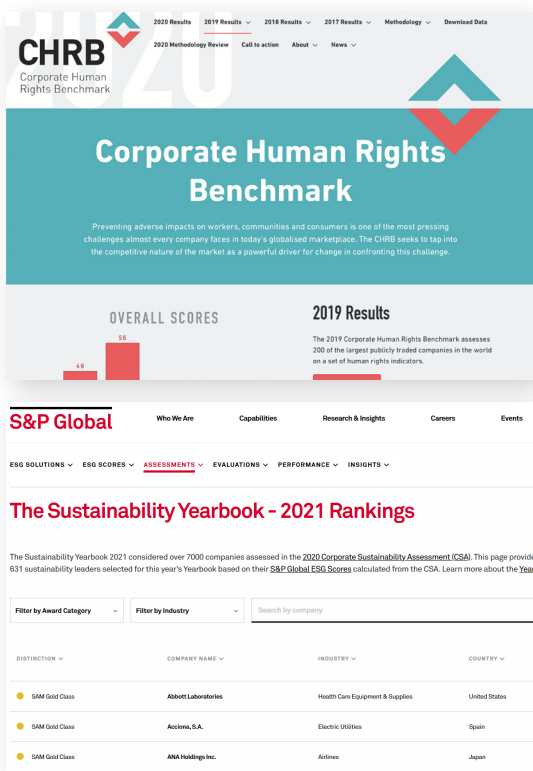 2020 Results 2019 Results 2018 Results 2017 Results Methodology Download Data
2020 Methodology Review Call to action About News
2020
CHRB
Corporate Human
Rights Benchmark
Corporate Human Rights
Benchmark
Preventing adverse impacts on workers, communities and consumers is one of the most pressing
challenges almost every company faces in today's globalised marketplace. The CHRB seeks to tap into
the competitive nature of the market as a powerful driver for change in confronting this challenge.
OVERALL SCORES
58
48
2019 Results
The 2019 Corporate Human Rights Benchmark assesses
200 of the largest publicly traded companies in the world
on a set of human rights indicators.
S&P Global
Who We Are Capabilities Research & Insights Careers Events
ESG SOLUTIONS ESG SCORES ASSESSMENTS EVALUATIONS PERFORMANCE INSIGHTS
The Sustainability Yearbook - 2021 Rankings
The Sustainability Yearbook 2021 considered over 7000 companies assessed in the 2020 Corporate Sustainability Assessment (CSA). This page provide
631 sustainability leaders selected for this year's Yearbook based on their S&P Global ESG Scores calculated from the CSA. Learn more about the Year
Filter by Award Category Filter by Industry Search by company
DISTINCTION COMPANY NAME INDUSTRY COUNTRY
SAM Gold Class Abbott Laboratories Health Care Equipment & Supplies United States
SAM Gold Class Acciona, S.A. Electric Utilities Spain
SAM Gold Class ANA Holdings Inc. Airlines Japan